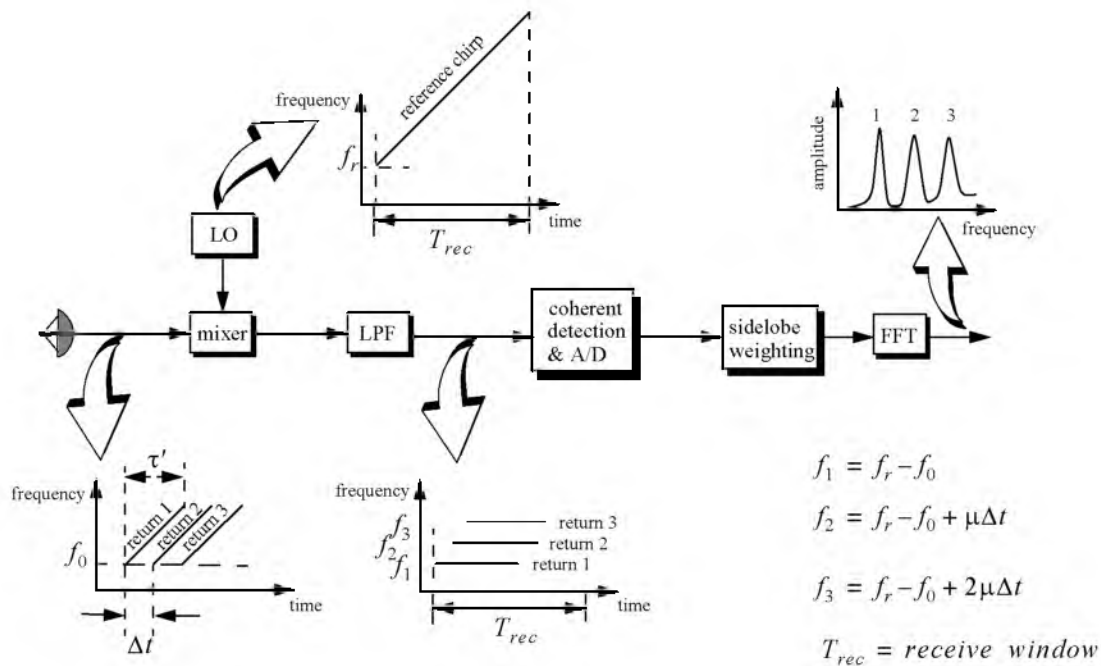 frequency
reference chirp
f_r
time
T_rec
amplitude
1 2 3
frequency
LO
mixer
LPF
coherent
detection
& A/D
sidelobe
weighting
FFT
τ′
frequency
return 1
return 2
return 3
f_0
time
Δt
frequency
f_3
f_2
f_1
return 3
return 2
return 1
time
T_rec
f_1 = f_r – f_0
f_2 = f_r – f_0 + μΔt
f_3 = f_r – f_0 + 2μΔt
T_rec = receive window